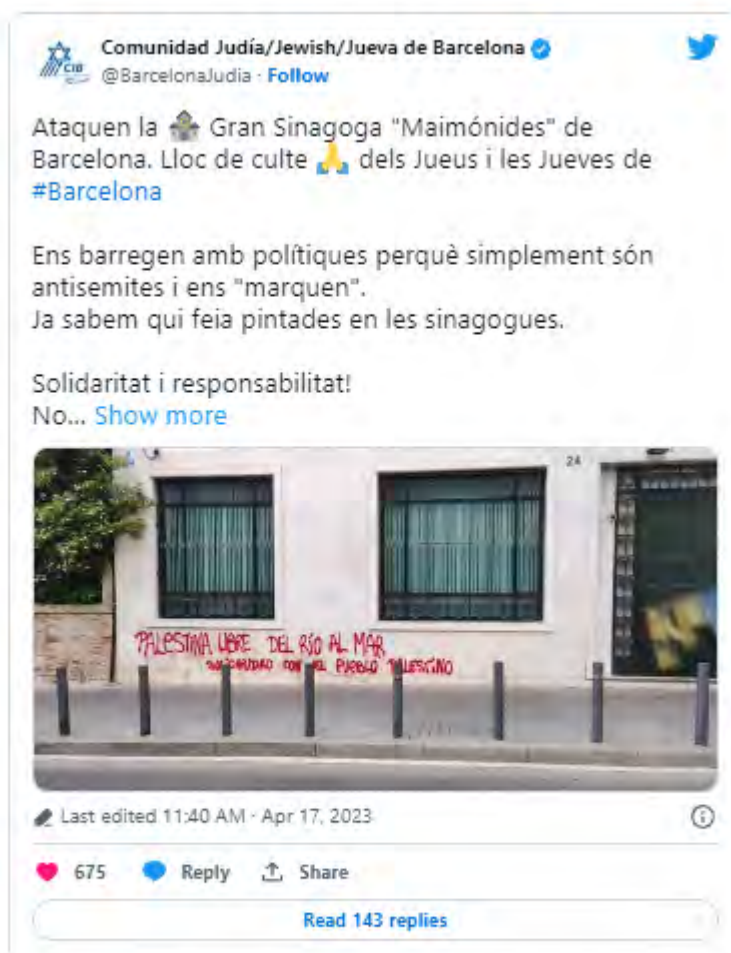 Comunidad Judía/Jewish/Jueva de Barcelona
@BarcelonaJudia · Follow
Ataquen la 🕍 Gran Sinagoga "Maimónides" de
Barcelona. Lloc de culte 🙏 dels Jueus i les Jueves de
#Barcelona
Ens barregen amb polítiques perquè simplement són
antisemites i ens "marquen".
Ja sabem qui feia pintades en les sinagogues.
Solidaritat i responsabilitat!
No... Show more
24
PALESTINA LIBRE DEL RÍO AL MAR
SOLIDARIDAD CON EL PUEBLO PALESTINO
Last edited 11:40 AM · Apr 17, 2023
675 Reply Share
Read 143 replies